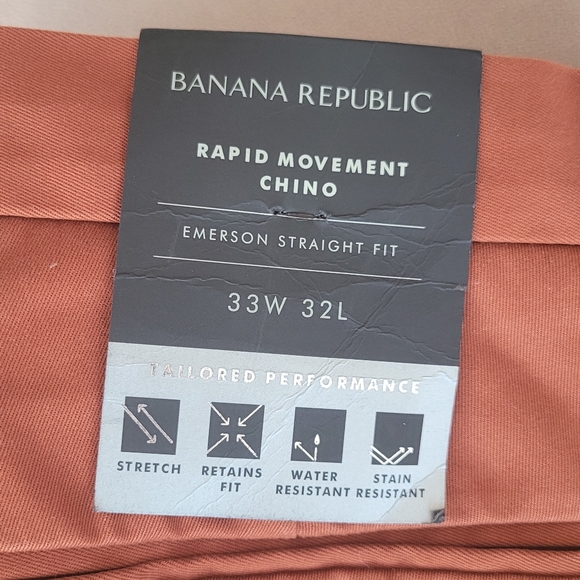 BANANA REPUBLIC
RAPID MOVEMENT
CHINO
EMERSON STRAIGHT FIT
33W 32L
TAILORED PERFORMANCE
STRETCH
RETAINS
FIT
WATER
RESISTANT
STAIN
RESISTANT